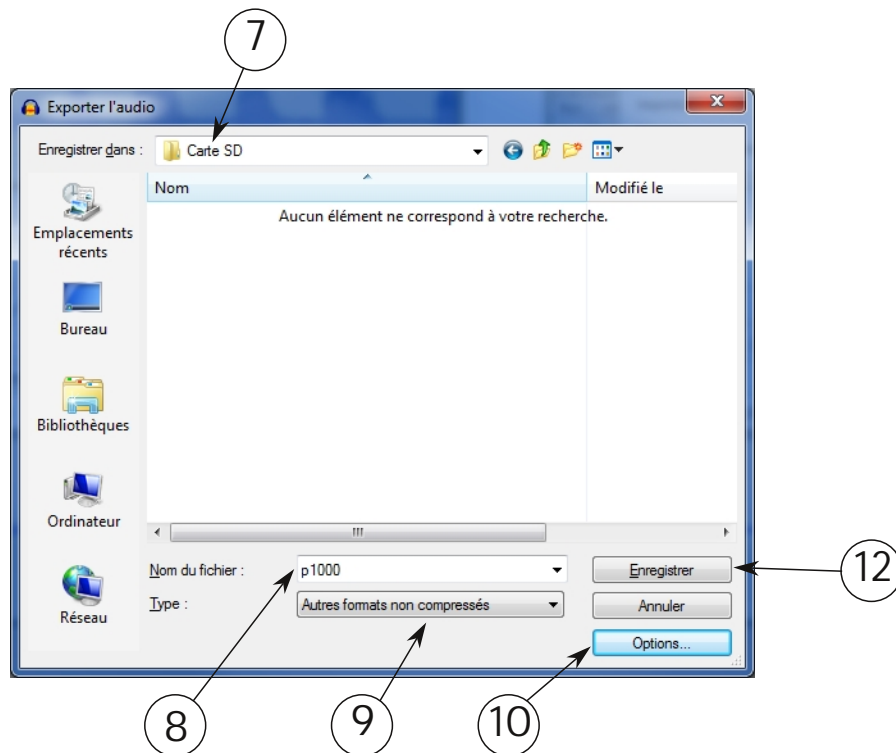 7
Exporter l'audio
Enregistrer dans :
Carte SD
Nom
Modifié le
Aucun élément ne correspond à votre recherche.
Emplacements
récents
Bureau
Bibliothèques
Ordinateur
Réseau
Nom du fichier :
p1000
Enregistrer
12
Type :
Autres formats non compressés
Annuler
Options...
8
9
10